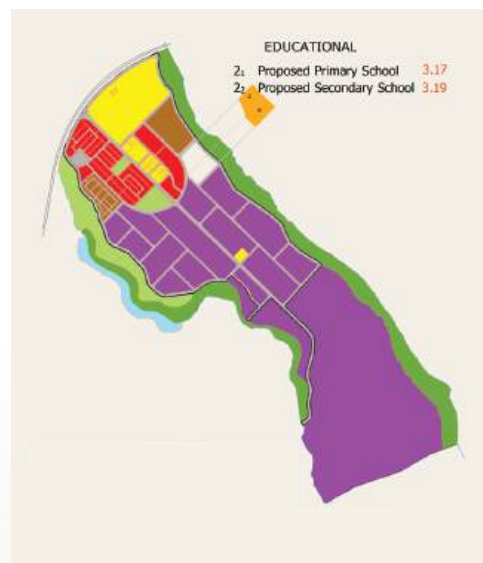 EDUCATIONAL
2₁ Proposed Primary School 3.17
2₂ Proposed Secondary School 3.19